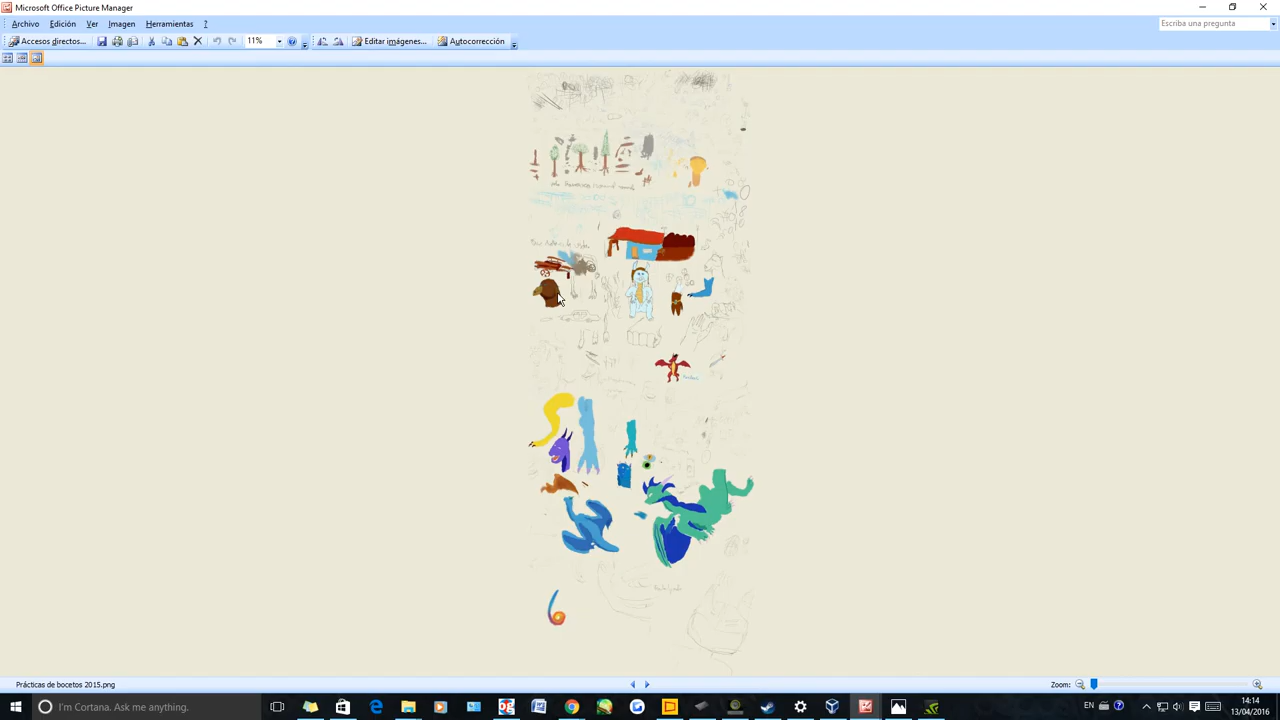 Microsoft Office Picture Manager
Archivo Edición Ver Imagen Herramientas ?
Escriba una pregunta
Accesos directos... 11% Editar imágenes... Autocorrección
Prácticas de bocetos 2015.png
Zoom:
I'm Cortana. Ask me anything.
EN
14:14
13/04/2016